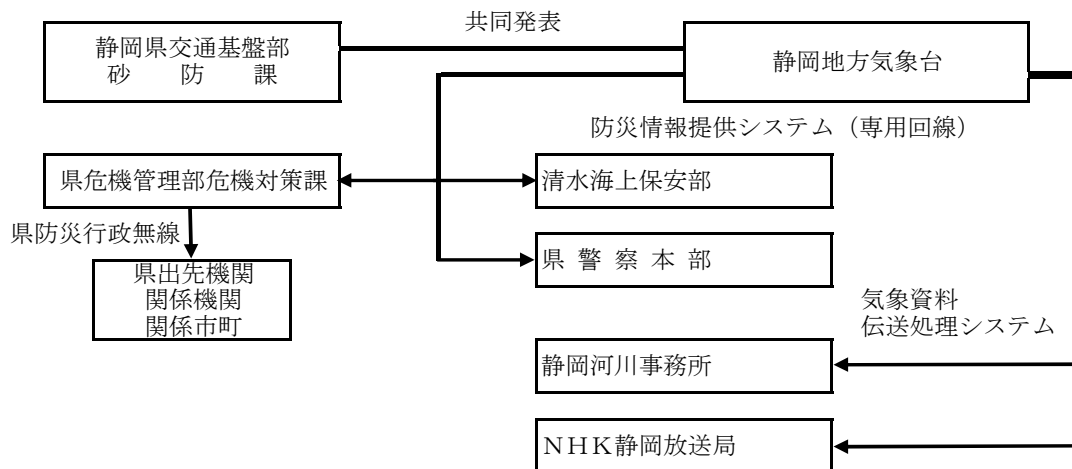 共同発表
静岡県交通基盤部
砂　防　課
静岡地方気象台
防災情報提供システム（専用回線）
県危機管理部危機対策課
清水海上保安部
県防災行政無線
県警察本部
県出先機関
関係機関
関係市町
気象資料
伝送処理システム
静岡河川事務所
ＮＨＫ静岡放送局